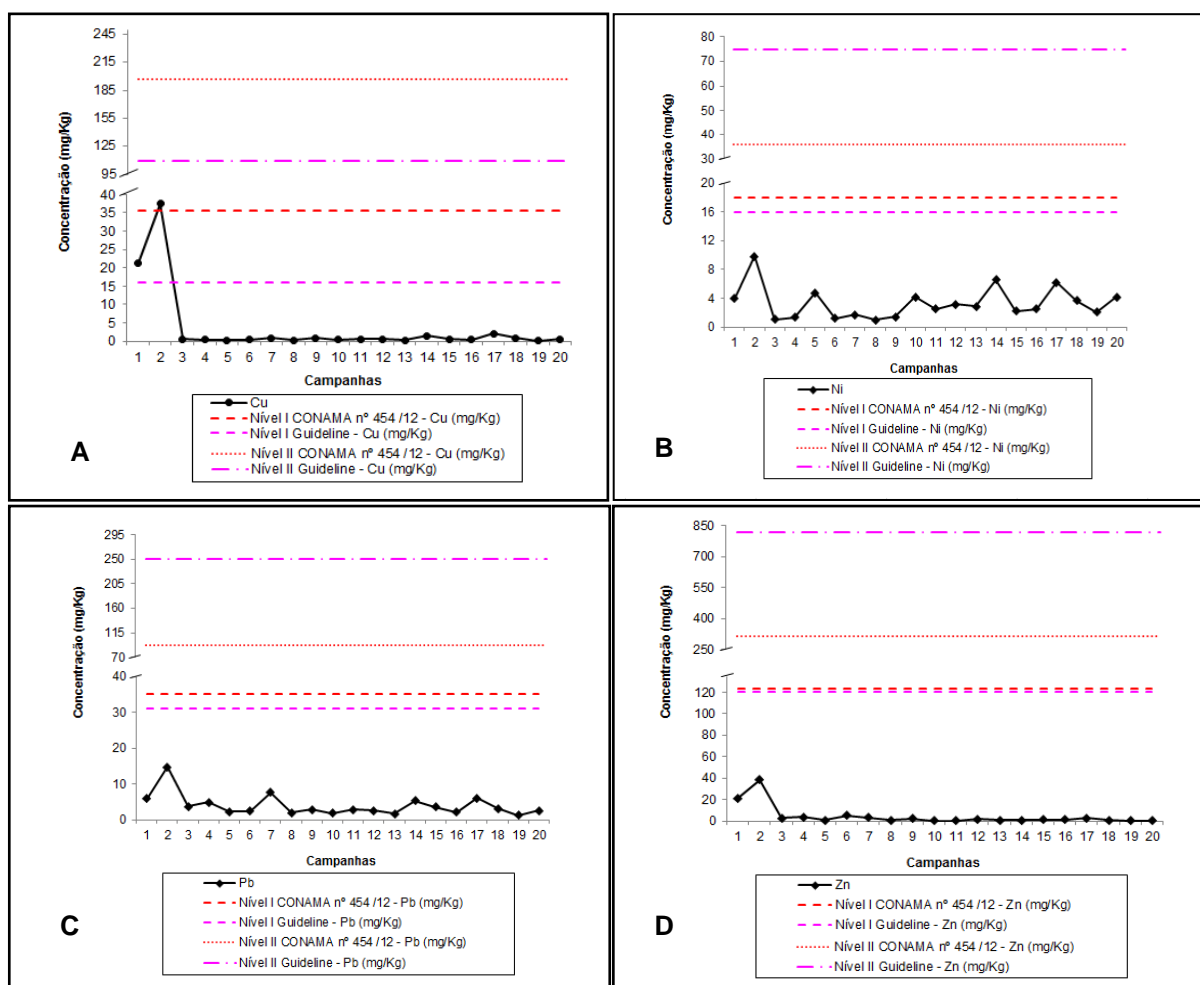 Concentração (mg/Kg)
245
215
185
155
125
95
40
35
30
25
20
15
10
5
0
1 2 3 4 5 6 7 8 9 10 11 12 13 14 15 16 17 18 19 20
Campanhas
Cu
Nível I CONAMA nº 454 /12 - Cu (mg/Kg)
Nível I Guideline - Cu (mg/Kg)
Nível II CONAMA nº 454 /12 - Cu (mg/Kg)
Nível II Guideline - Cu (mg/Kg)
A
Concentração (mg/Kg)
80
70
60
50
40
30
20
16
12
8
4
0
1 2 3 4 5 6 7 8 9 10 11 12 13 14 15 16 17 18 19 20
Campanhas
Ni
Nível I CONAMA nº 454 /12 - Ni (mg/Kg)
Nível I Guideline - Ni (mg/Kg)
Nível II CONAMA nº 454 /12 - Ni (mg/Kg)
Nível II Guideline - Ni (mg/Kg)
B
Concentração (mg/Kg)
295
250
205
160
115
70
40
30
20
10
0
1 2 3 4 5 6 7 8 9 10 11 12 13 14 15 16 17 18 19 20
Campanhas
Pb
Nível I CONAMA nº 454 /12 - Pb (mg/Kg)
Nível I Guideline - Pb (mg/Kg)
Nível II CONAMA nº 454 /12 - Pb (mg/Kg)
Nível II Guideline - Pb (mg/Kg)
C
Concentração (mg/Kg)
850
700
550
400
250
120
100
80
60
40
20
0
1 2 3 4 5 6 7 8 9 10 11 12 13 14 15 16 17 18 19 20
Campanhas
Zn
Nível I CONAMA nº 454 /12 - Zn (mg/Kg)
Nível I Guideline - Zn (mg/Kg)
Nível II CONAMA nº 454 /12 - Zn (mg/Kg)
Nível II Guideline - Zn (mg/Kg)
D